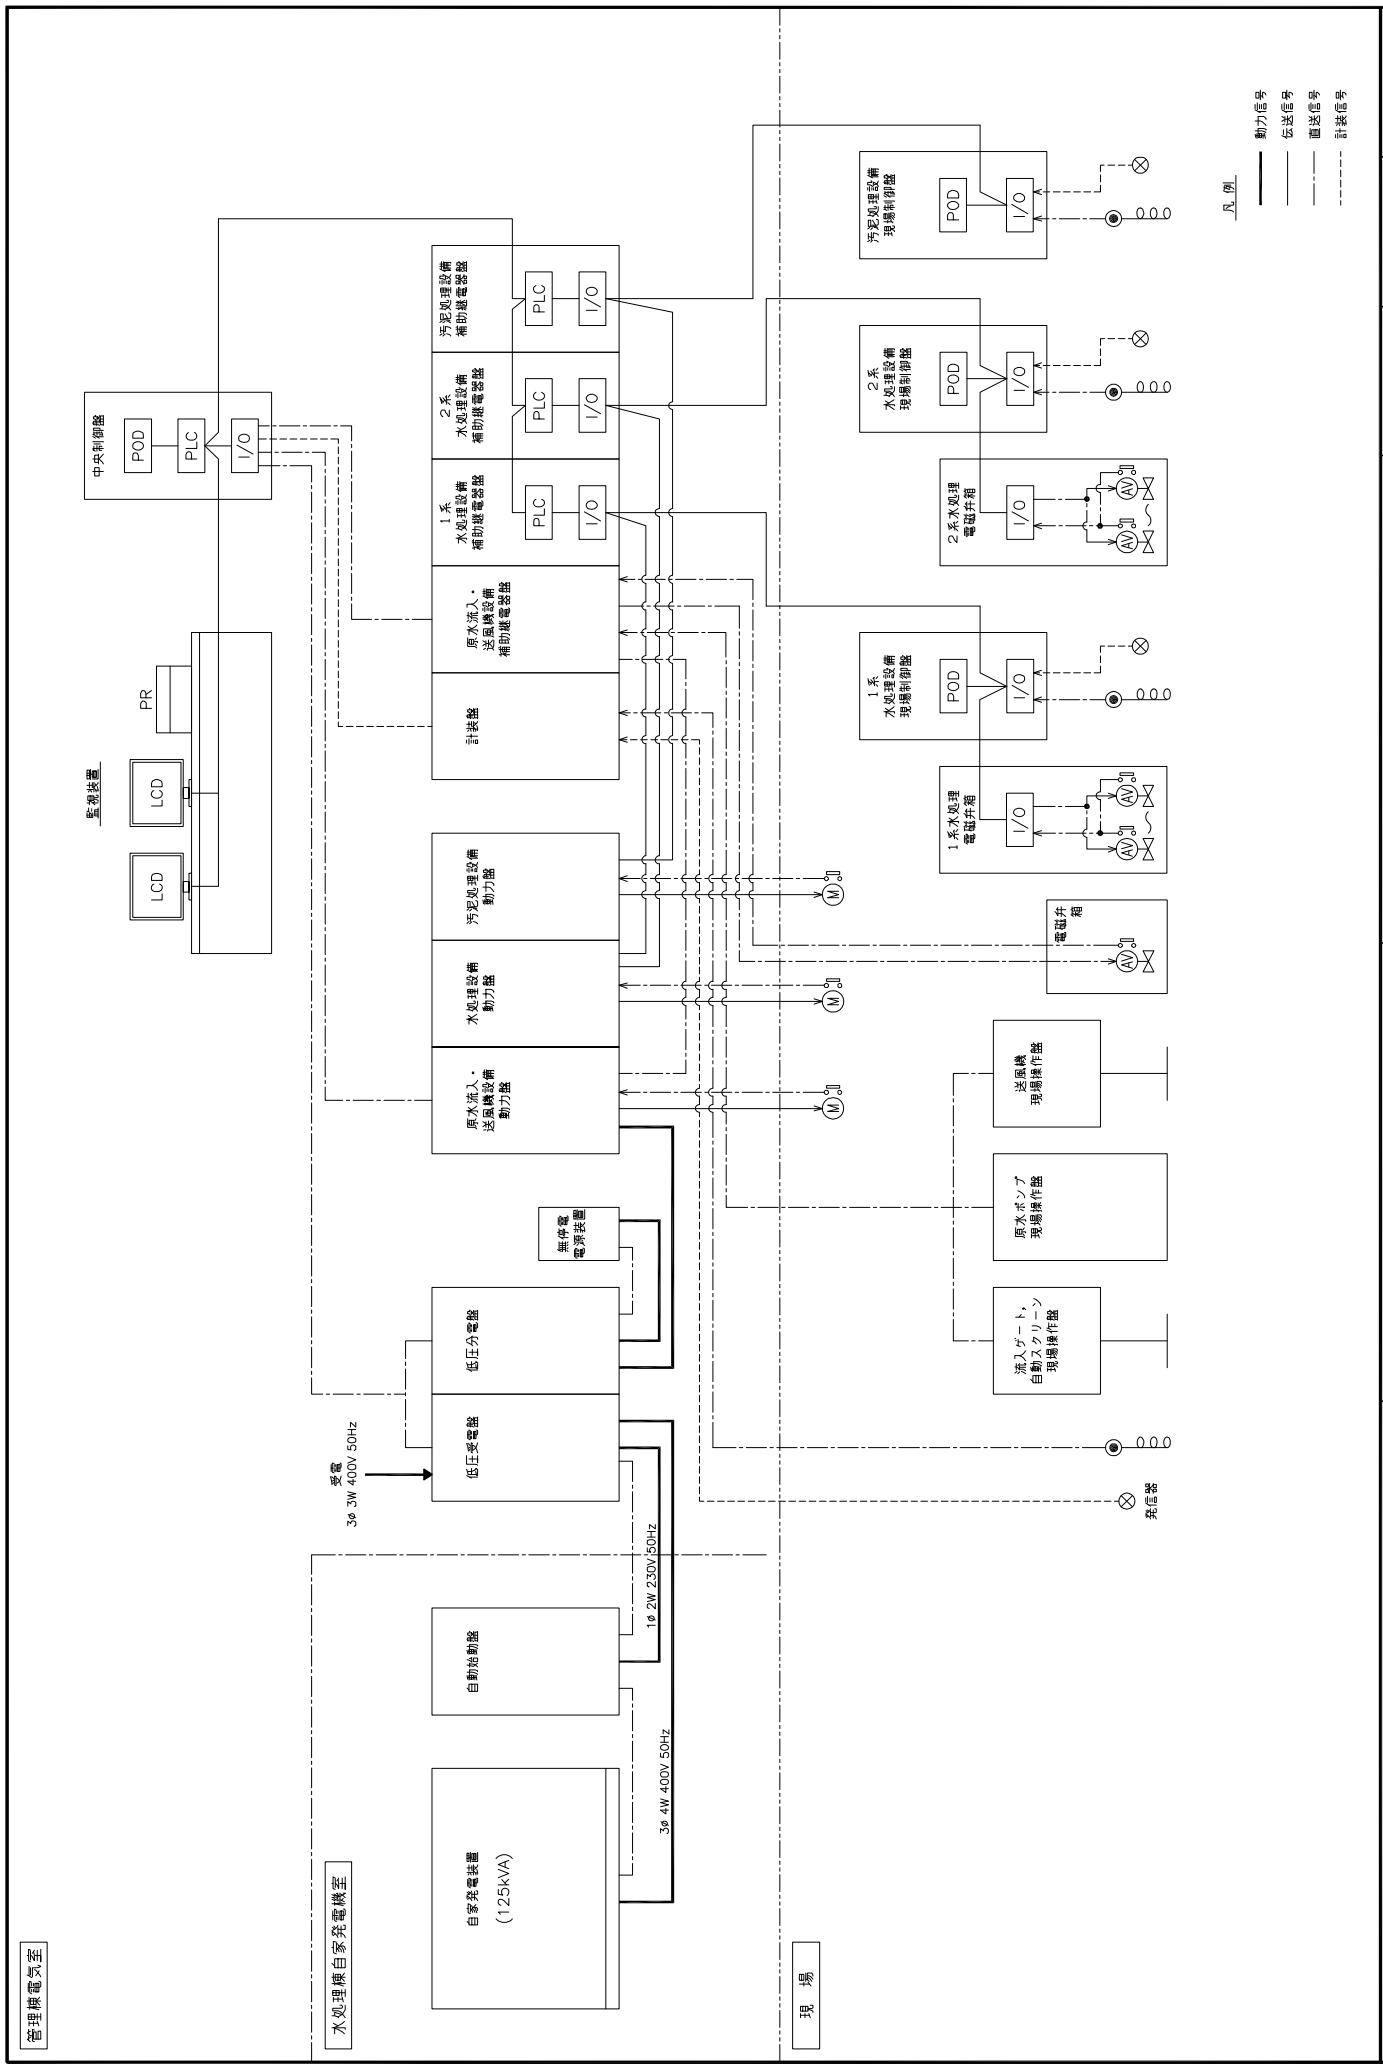 管理棟電気室
水処理棟自家発電機室
現　場
監視装置
LCD
LCD
PR
中央制御盤
POD
PLC
I/O
自家発電装置
(125kVA)
自動始動盤
受電
3φ 3W 400V 50Hz
低圧受電盤
低圧分電盤
無停電
電源装置
原水流入・
送風機設備
動力盤
水処理設備
動力盤
汚泥処理設備
動力盤
計装盤
原水流入・
送風機設備
補助継電器盤
1系
水処理設備
補助継電器盤
PLC
I/O
2系
水処理設備
補助継電器盤
PLC
I/O
汚泥処理設備
補助継電器盤
PLC
I/O
3φ 4W 400V 50Hz
1φ 2W 230V 50Hz
M
M
M
発信器
流入ゲート,
自動スクリーン
現場操作盤
原水ポンプ
現場操作盤
送風機
現場操作盤
電磁弁
箱
AV
1系水処理
電磁弁箱
I/O
AV
AV
1系
水処理設備
現場制御盤
POD
I/O
2系水処理
電磁弁箱
I/O
AV
AV
2系
水処理設備
現場制御盤
POD
I/O
汚泥処理設備
現場制御盤
POD
I/O
凡 例
動力信号
伝送信号
直送信号
計装信号